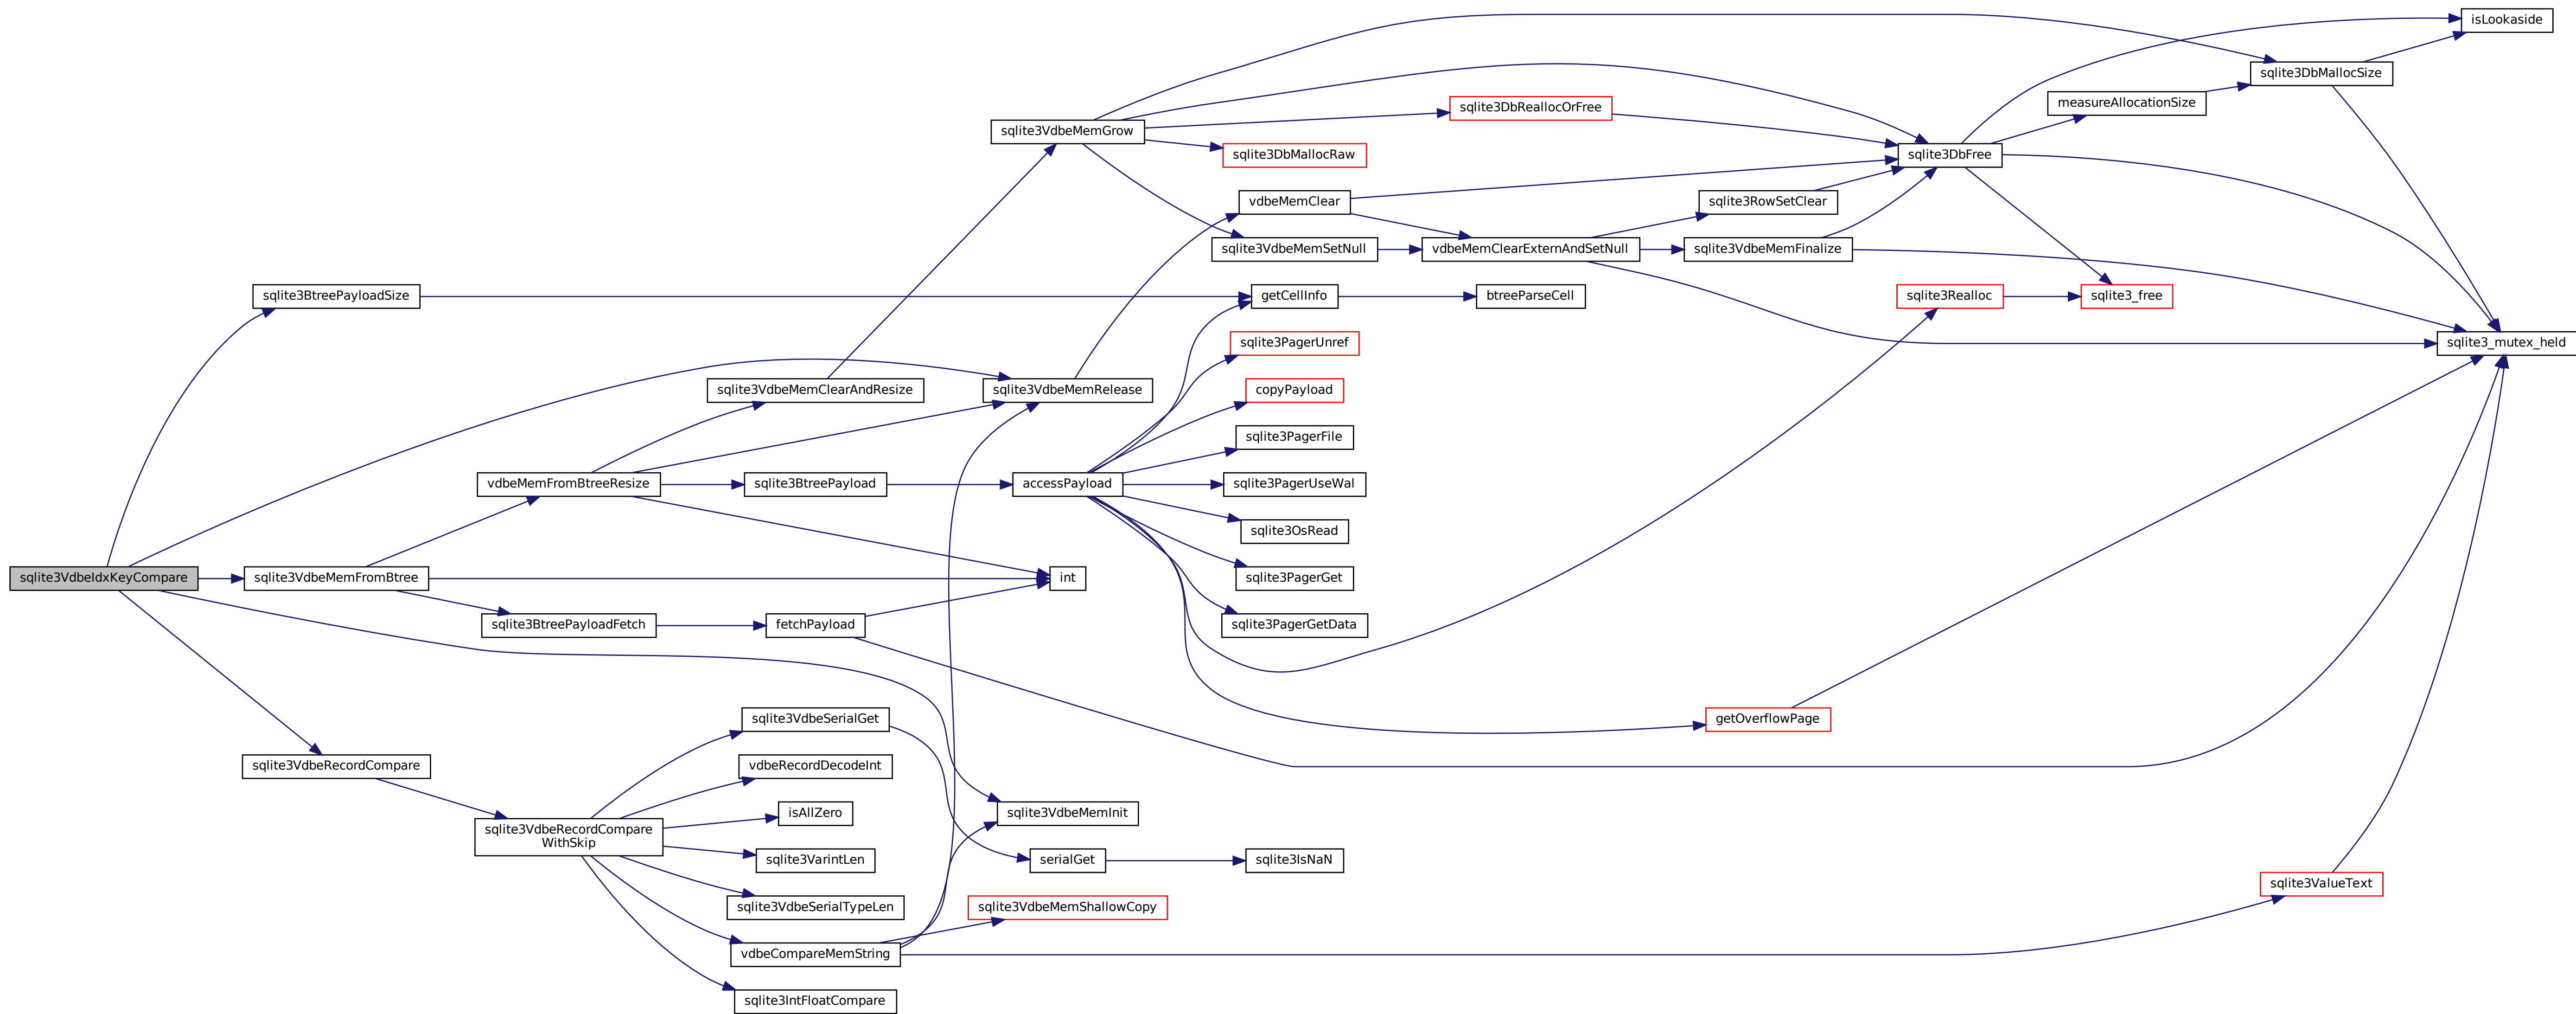 sqlite3VdbeIdxKeyCompare
sqlite3BtreePayloadSize
sqlite3VdbeMemFromBtree
sqlite3VdbeRecordCompare
vdbeMemFromBtreeResize
sqlite3BtreePayloadFetch
sqlite3VdbeRecordCompare
WithSkip
sqlite3VdbeMemClearAndResize
sqlite3BtreePayload
fetchPayload
sqlite3VdbeSerialGet
vdbeRecordDecodeInt
isAllZero
sqlite3VarintLen
sqlite3VdbeSerialTypeLen
vdbeCompareMemString
sqlite3IntFloatCompare
sqlite3VdbeMemGrow
sqlite3VdbeMemRelease
accessPayload
int
sqlite3VdbeMemInit
serialGet
sqlite3VdbeMemShallowCopy
sqlite3DbMallocRaw
vdbeMemClear
sqlite3VdbeMemSetNull
getCellInfo
sqlite3PagerUnref
copyPayload
sqlite3PagerFile
sqlite3PagerUseWal
sqlite3OsRead
sqlite3PagerGet
sqlite3PagerGetData
sqlite3IsNaN
sqlite3DbReallocOrFree
vdbeMemClearExternAndSetNull
btreeParseCell
sqlite3RowSetClear
sqlite3VdbeMemFinalize
getOverflowPage
sqlite3DbFree
sqlite3Realloc
measureAllocationSize
sqlite3_free
sqlite3DbMallocSize
sqlite3ValueText
isLookaside
sqlite3_mutex_held